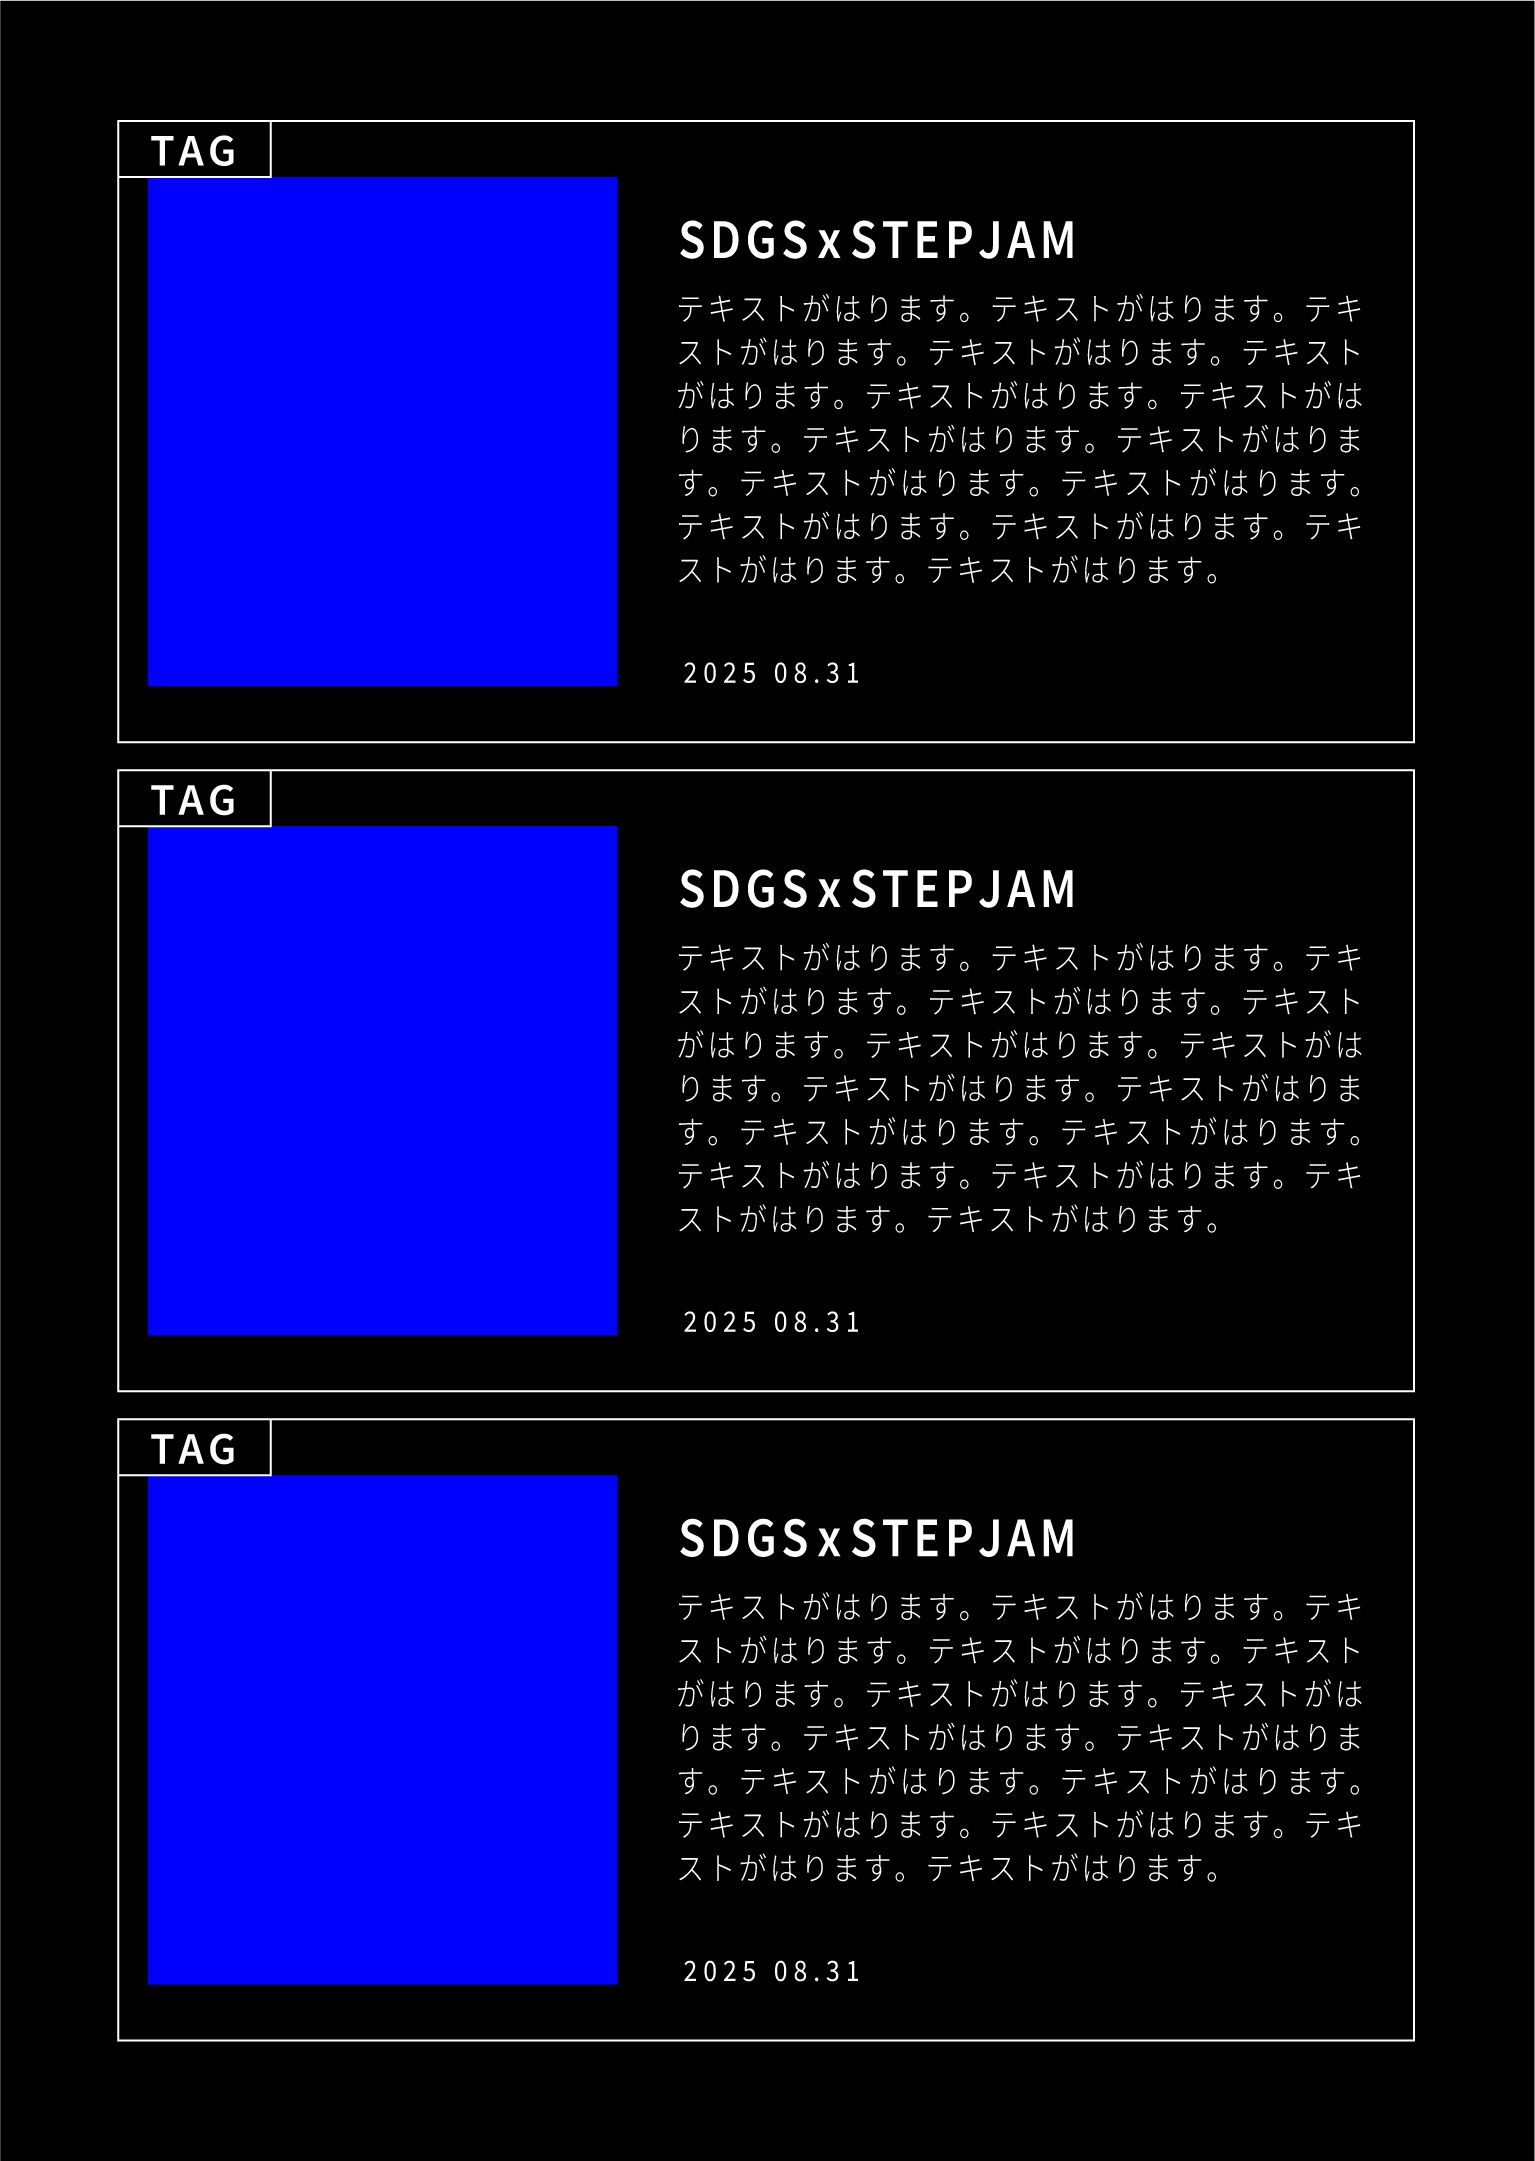 TAG
SDGSxSTEPJAM
テキストがはります。テキストがはります。テキ
ストがはります。テキストがはります。テキスト
がはります。テキストがはります。テキストがは
ります。テキストがはります。テキストがはりま
す。テキストがはります。テキストがはります。
テキストがはります。テキストがはります。テキ
ストがはります。テキストがはります。
2025 08.31
TAG
SDGSxSTEPJAM
テキストがはります。テキストがはります。テキ
ストがはります。テキストがはります。テキスト
がはります。テキストがはります。テキストがは
ります。テキストがはります。テキストがはりま
す。テキストがはります。テキストがはります。
テキストがはります。テキストがはります。テキ
ストがはります。テキストがはります。
2025 08.31
TAG
SDGSxSTEPJAM
テキストがはります。テキストがはります。テキ
ストがはります。テキストがはります。テキスト
がはります。テキストがはります。テキストがは
ります。テキストがはります。テキストがはりま
す。テキストがはります。テキストがはります。
テキストがはります。テキストがはります。テキ
ストがはります。テキストがはります。
2025 08.31